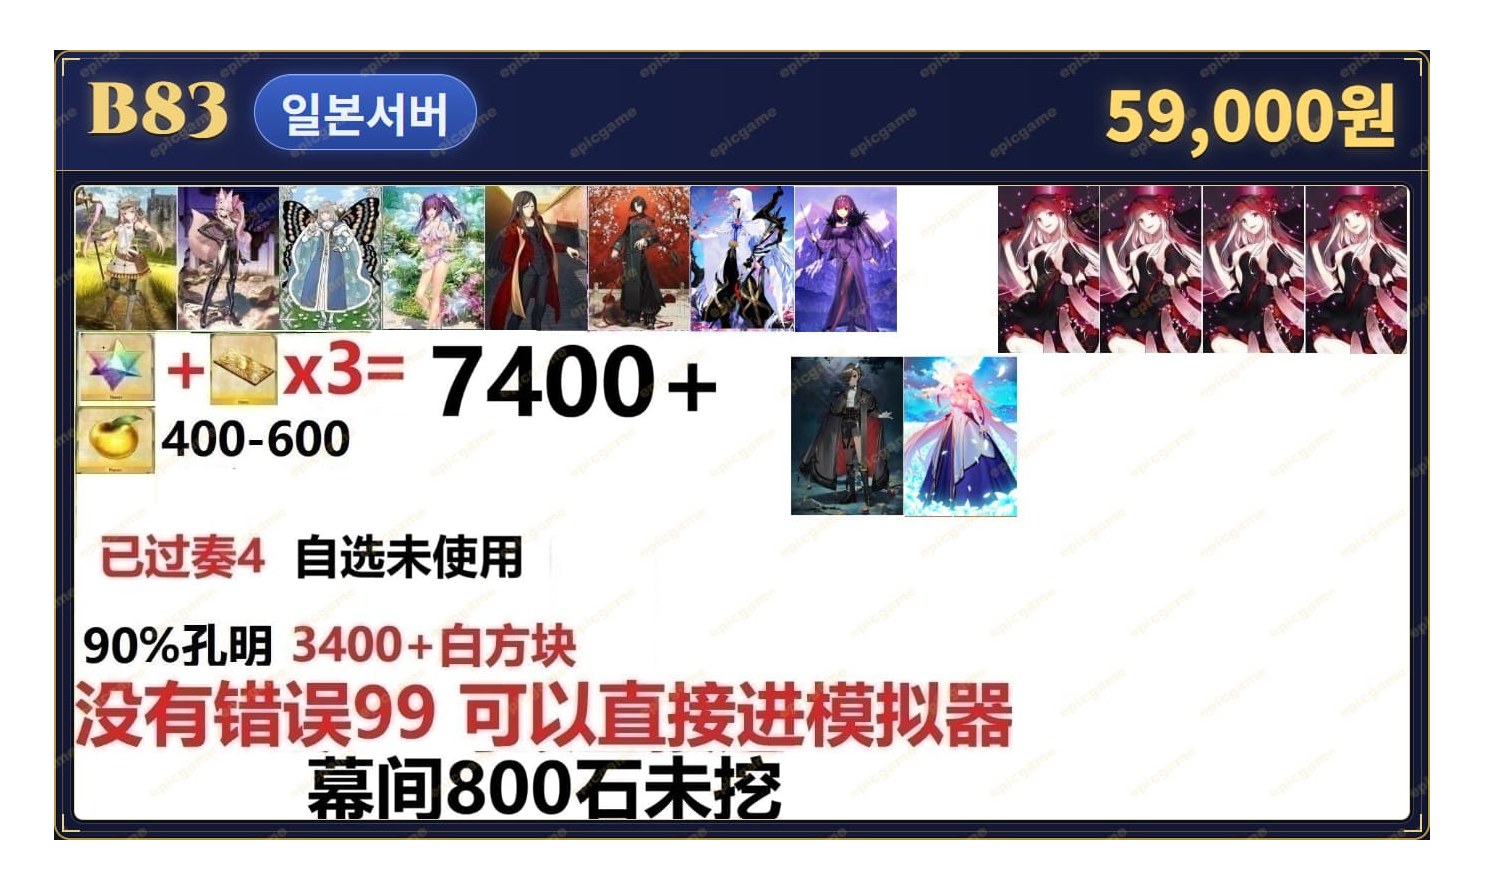 B83 일본서버 59,000원
+ x3= 7400+
400-600
已过奏4 自选未使用
90%孔明 3400+白方块
没有错误99 可以直接进模拟器
幕间800石未挖
epicgame